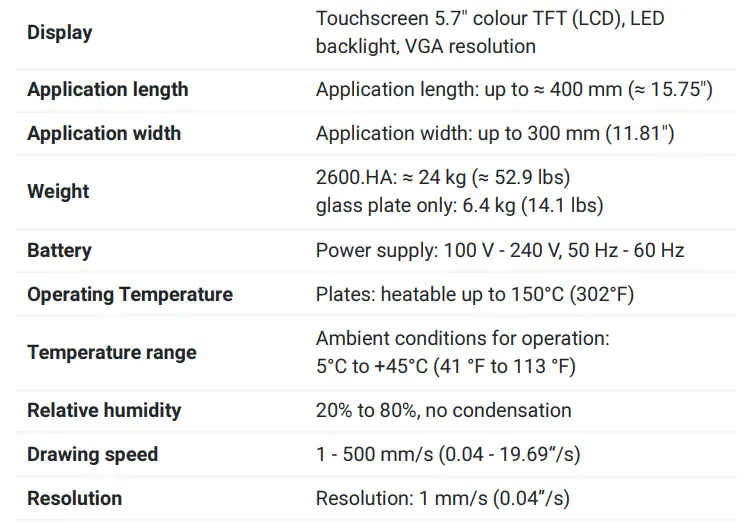 Display
Touchscreen 5.7" colour TFT (LCD), LED
backlight, VGA resolution
Application length
Application length: up to ≈ 400 mm (≈ 15.75")
Application width
Application width: up to 300 mm (11.81")
Weight
2600.HA: ≈ 24 kg (≈ 52.9 lbs)
glass plate only: 6.4 kg (14.1 lbs)
Battery
Power supply: 100 V - 240 V, 50 Hz - 60 Hz
Operating Temperature
Plates: heatable up to 150°C (302°F)
Temperature range
Ambient conditions for operation:
5°C to +45°C (41 °F to 113 °F)
Relative humidity
20% to 80%, no condensation
Drawing speed
1 - 500 mm/s (0.04 - 19.69“/s)
Resolution
Resolution: 1 mm/s (0.04”/s)